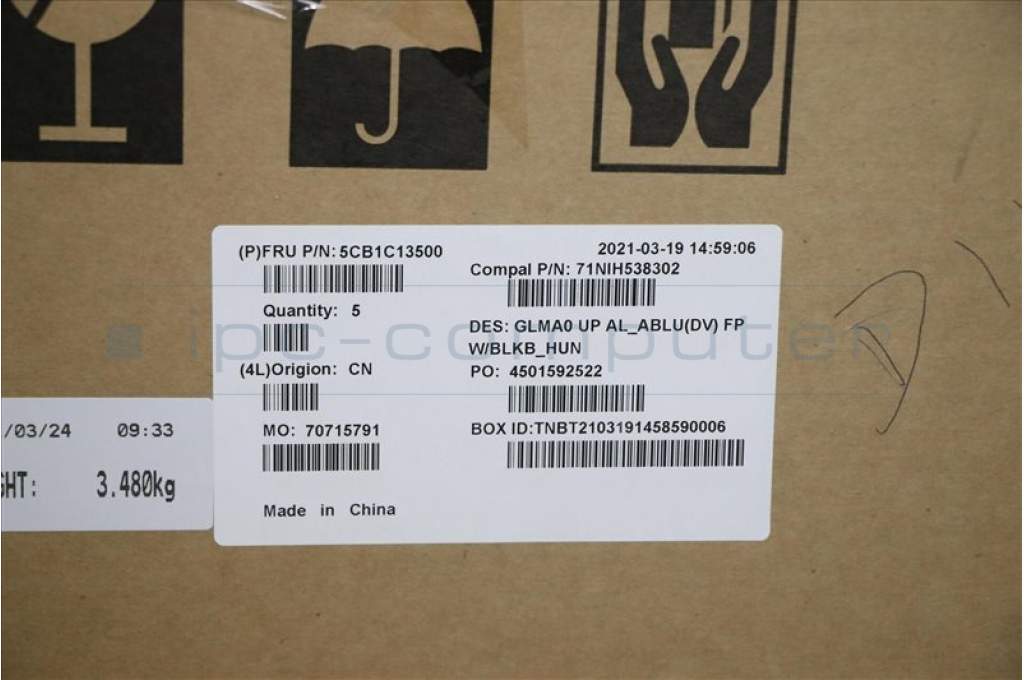 (P)FRU P/N: 5CB1C13500
2021-03-19 14:59:06
Compal P/N: 71NIH538302
Quantity: 5
DES: GLMA0 UP AL_ABLU(DV) FP
W/BLKB_HUN
(4L)Origion: CN
PO: 4501592522
MO: 70715791
BOX ID:TNBT2103191458590006
Made in China
/03/24 09:33
GHT: 3.480kg
ipc-computer